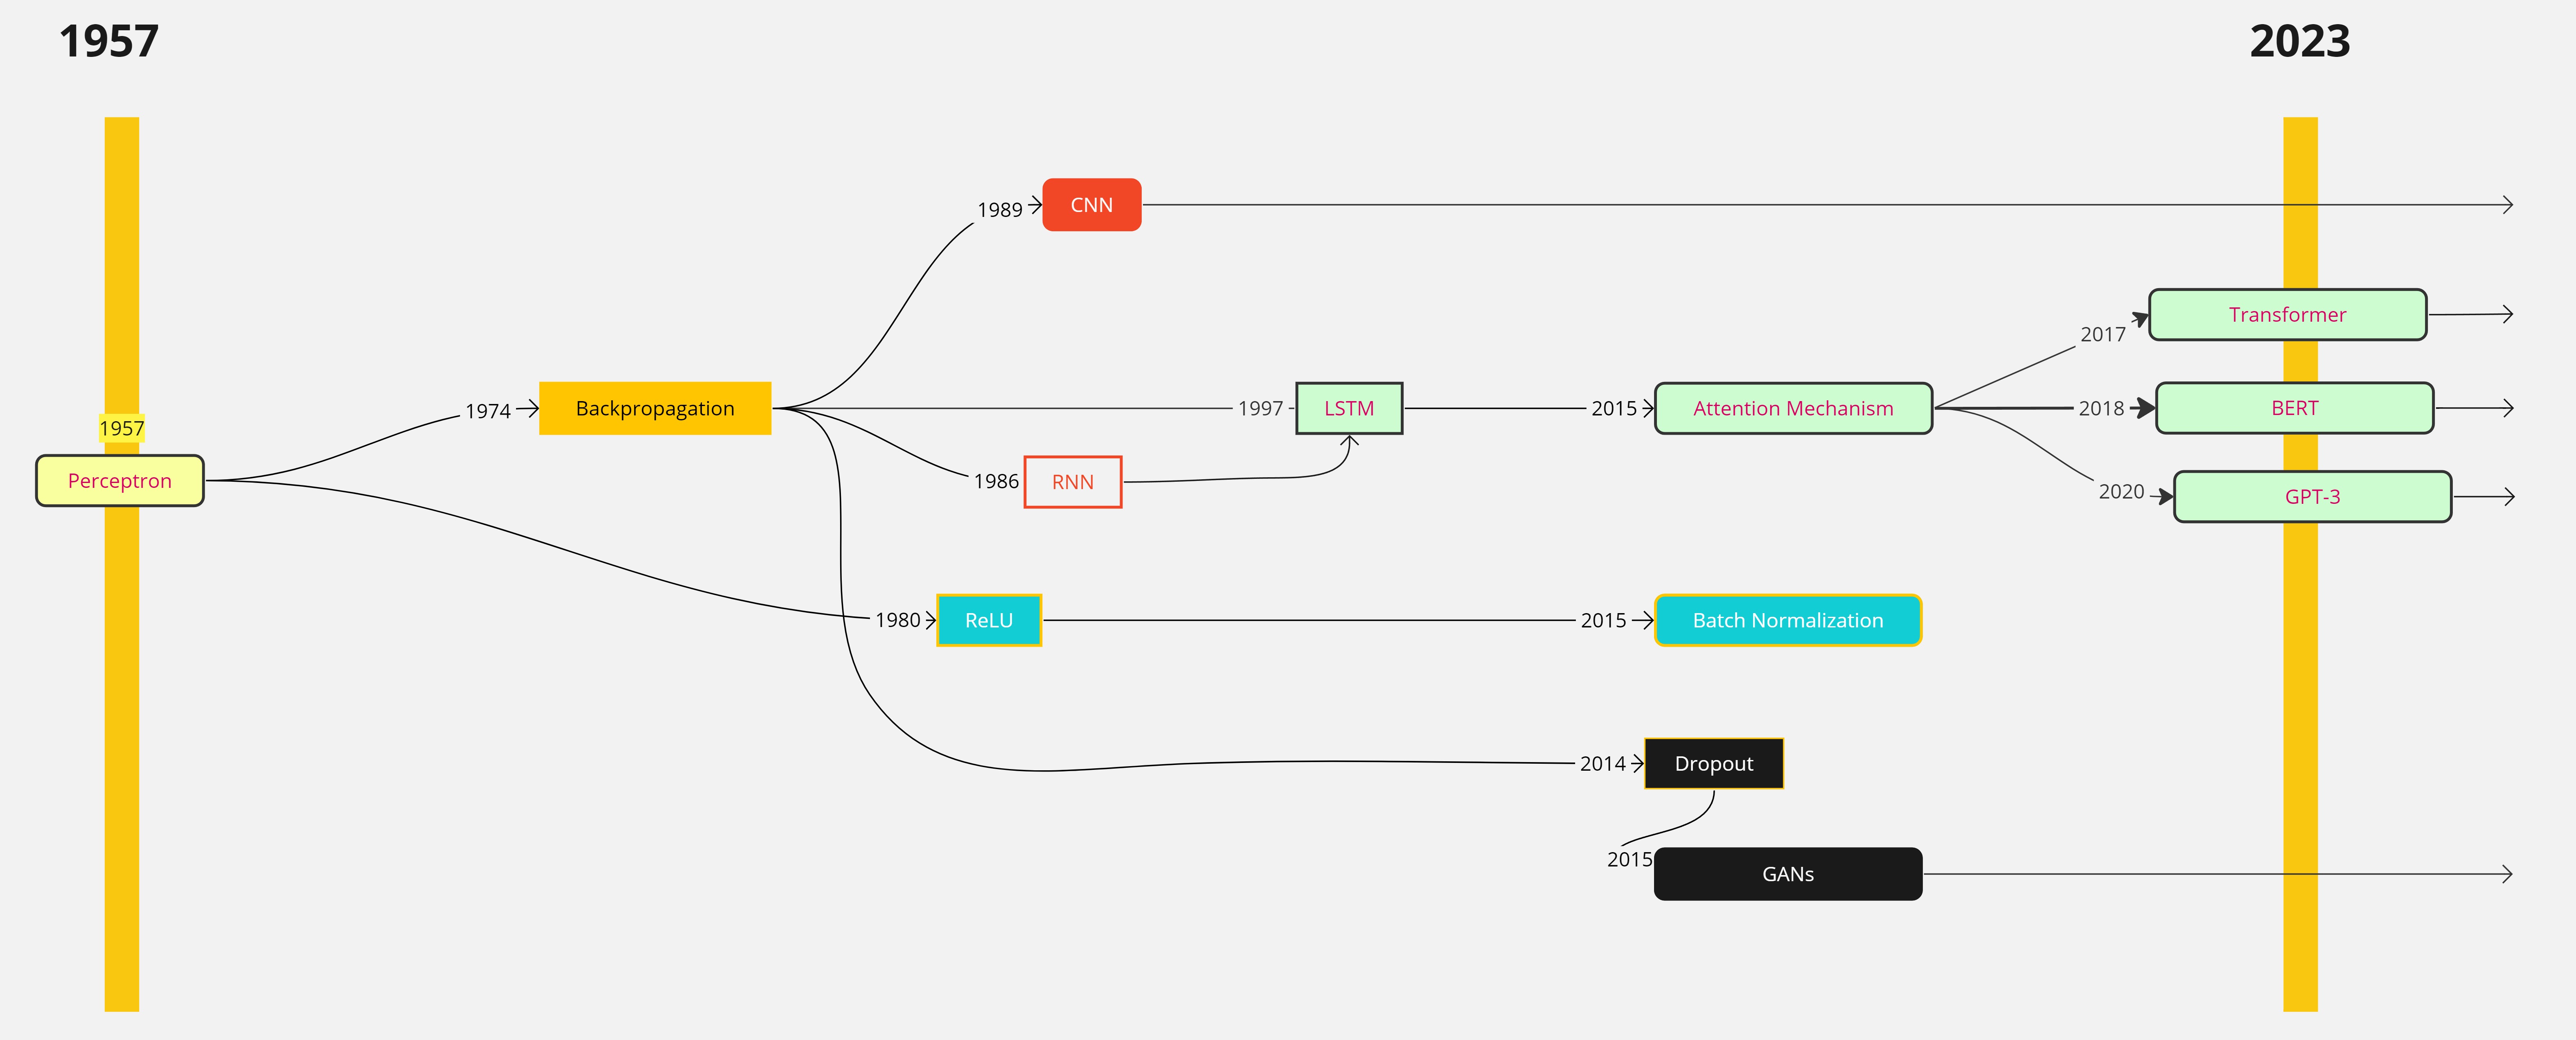 1957
2023
1989
CNN
2017
Transformer
1974
Backpropagation
1997
LSTM
2015
Attention Mechanism
2018
BERT
1957
Perceptron
1986
RNN
2020
GPT-3
1980
ReLU
2015
Batch Normalization
2014
Dropout
2015
GANs